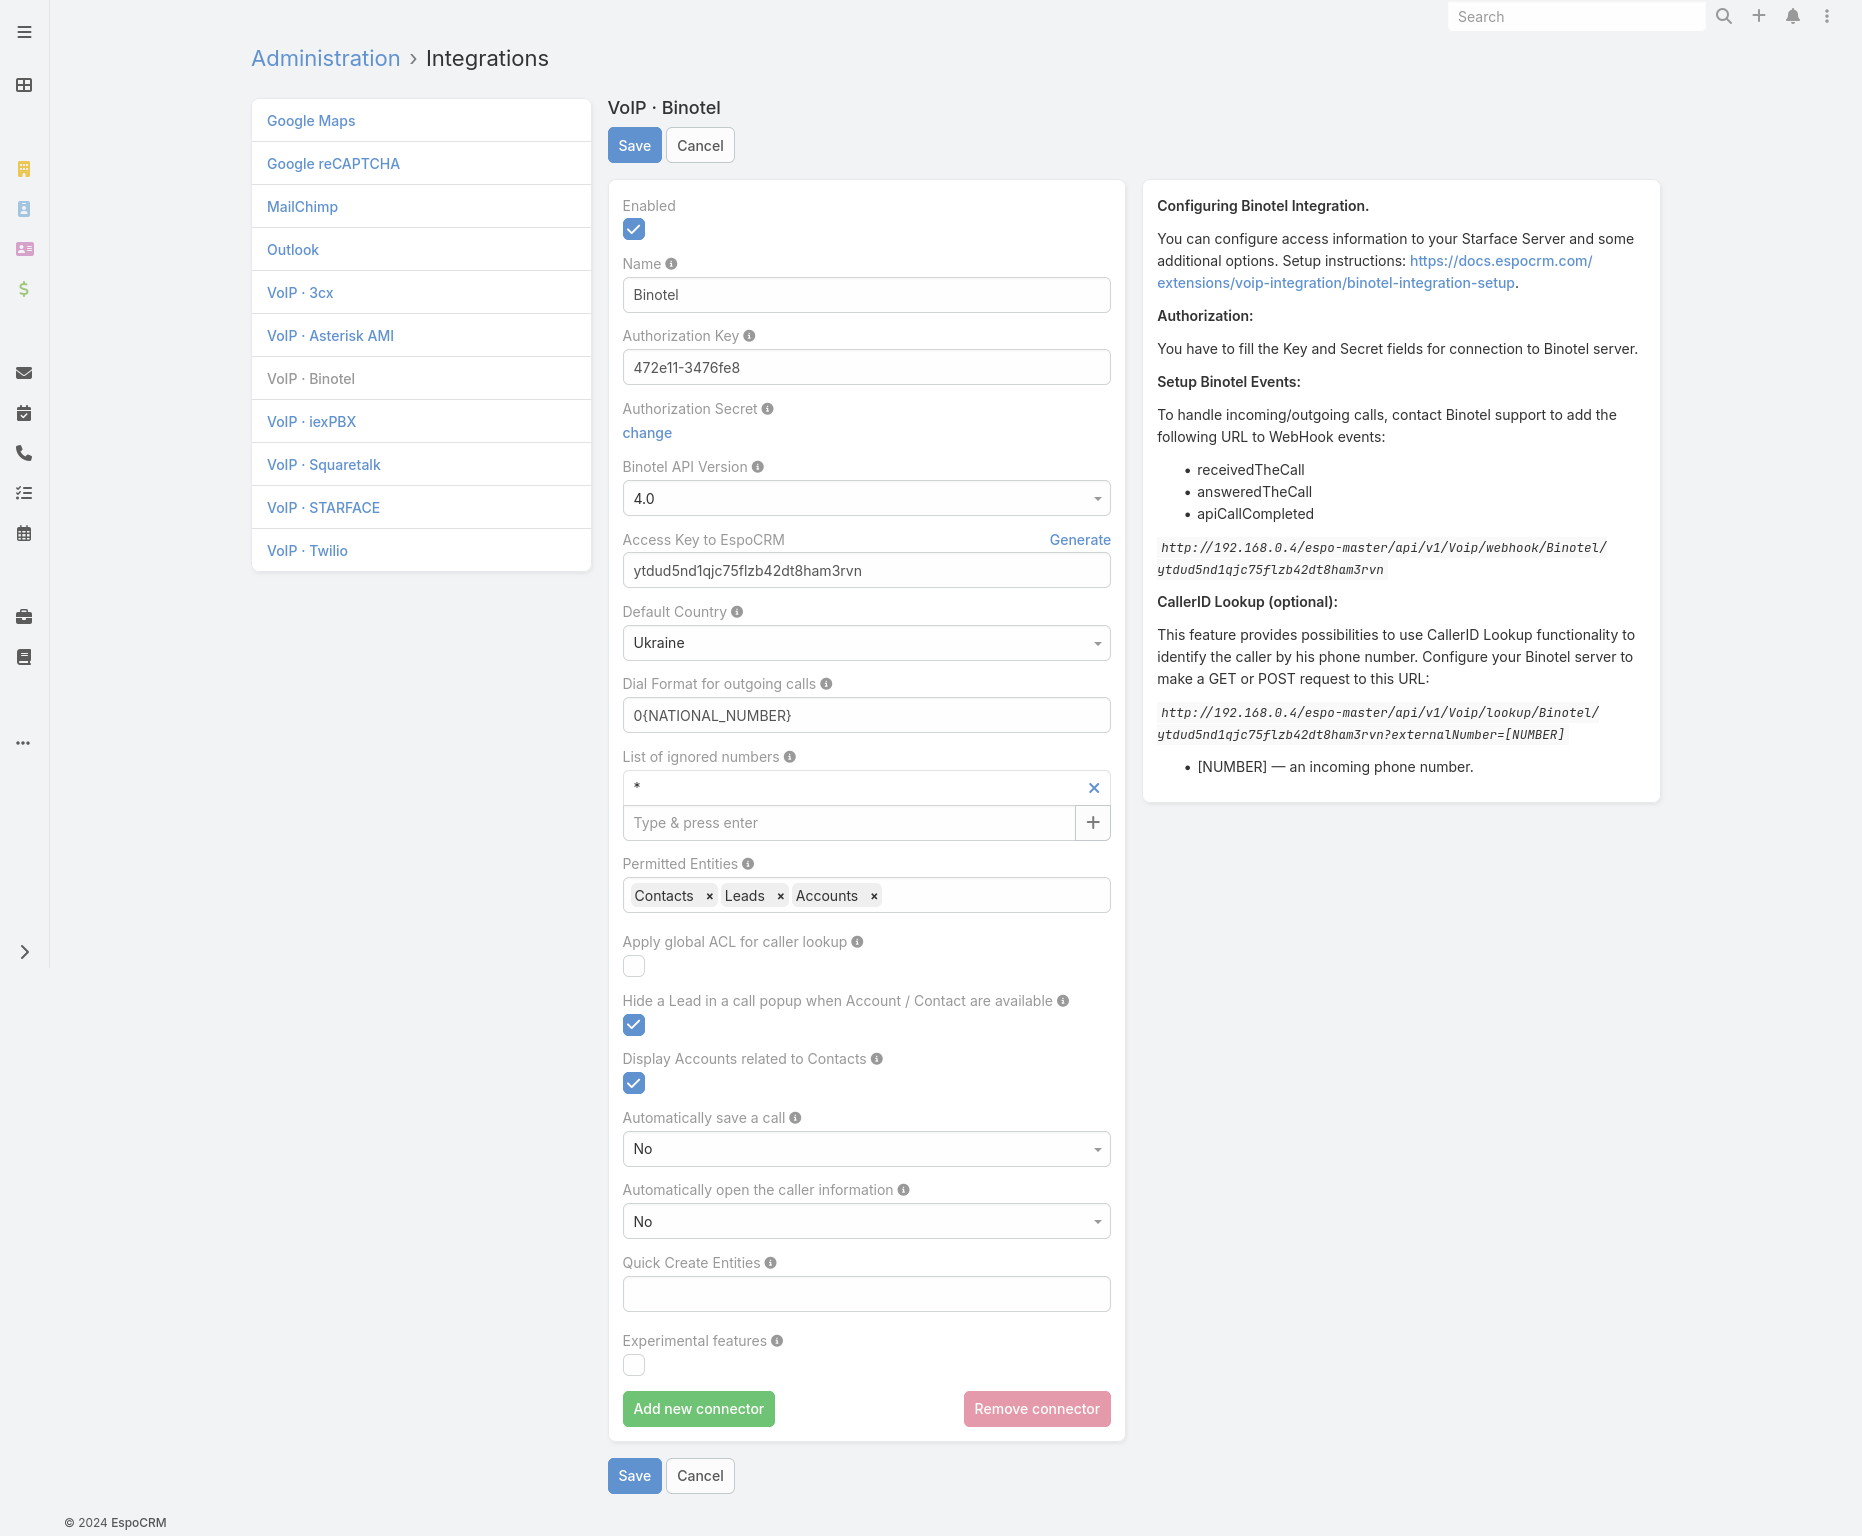 Search
Administration › Integrations
Google Maps
Google reCAPTCHA
MailChimp
Outlook
VoIP · 3cx
VoIP · Asterisk AMI
VoIP · Binotel
VoIP · iexPBX
VoIP · Squaretalk
VoIP · STARFACE
VoIP · Twilio
VoIP · Binotel
Save Cancel
Enabled
Name
Binotel
Authorization Key
472e11-3476fe8
Authorization Secret
change
Binotel API Version
4.0
Access Key to EspoCRM Generate
ytdud5nd1qjc75flzb42dt8ham3rvn
Default Country
Ukraine
Dial Format for outgoing calls
0{NATIONAL_NUMBER}
List of ignored numbers
*
Type & press enter
Permitted Entities
Contacts × Leads × Accounts ×
Apply global ACL for caller lookup
Hide a Lead in a call popup when Account / Contact are available
Display Accounts related to Contacts
Automatically save a call
No
Automatically open the caller information
No
Quick Create Entities
Experimental features
Add new connector Remove connector
Save Cancel
Configuring Binotel Integration.
You can configure access information to your Starface Server and some
additional options. Setup instructions: https://docs.espocrm.com/
extensions/voip-integration/binotel-integration-setup.
Authorization:
You have to fill the Key and Secret fields for connection to Binotel server.
Setup Binotel Events:
To handle incoming/outgoing calls, contact Binotel support to add the
following URL to WebHook events:
• receivedTheCall
• answeredTheCall
• apiCallCompleted
http://192.168.0.4/espo-master/api/v1/Voip/webhook/Binotel/
ytdud5nd1qjc75flzb42dt8ham3rvn
CallerID Lookup (optional):
This feature provides possibilities to use CallerID Lookup functionality to
identify the caller by his phone number. Configure your Binotel server to
make a GET or POST request to this URL:
http://192.168.0.4/espo-master/api/v1/Voip/lookup/Binotel/
ytdud5nd1qjc75flzb42dt8ham3rvn?externalNumber=[NUMBER]
• [NUMBER] — an incoming phone number.
© 2024 EspoCRM